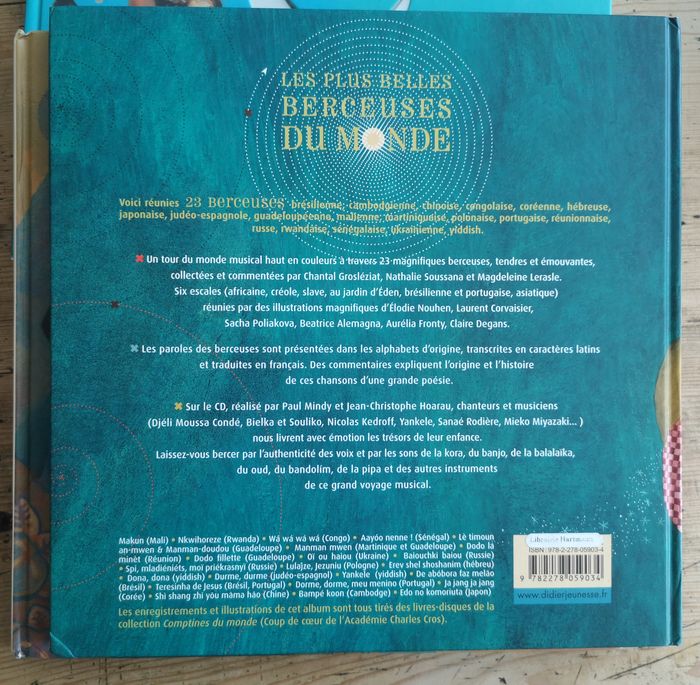 LES PLUS BELLES
BERCEUSES
DU MONDE
Voici réunies 23 BERCEUSES brésilienne, cambodgienne, chinoise, congolaise, coréenne, hébreuse,
japonaise, judéo-espagnole, guadeloupéenne, malienne, martiniquaise, polonaise, portugaise, réunionnaise,
russe, rwandaise, sénégalaise, ukrainienne, yiddish.
Un tour du monde musical haut en couleurs à travers 23 magnifiques berceuses, tendres et émouvantes,
collectées et commentées par Chantal Grosléziat, Nathalie Soussana et Magdeleine Lerasle.
Six escales (africaine, créole, slave, au jardin d'Éden, brésilienne et portugaise, asiatique)
réunies par des illustrations magnifiques d'Élodie Nouhen, Laurent Corvaisier,
Sacha Poliakova, Beatrice Alemagna, Aurélia Fronty, Claire Degans.
Les paroles des berceuses sont présentées dans les alphabets d'origine, transcrites en caractères latins
et traduites en français. Des commentaires expliquent l'origine et l'histoire
de ces chansons d'une grande poésie.
Sur le CD, réalisé par Paul Mindy et Jean-Christophe Hoarau, chanteurs et musiciens
(Djéli Moussa Condé, Bielka et Souliko, Nicolas Kedroff, Yankele, Sanaé Rodière, Mieko Miyazaki... )
nous livrent avec émotion les trésors de leur enfance.
Laissez-vous bercer par l'authenticité des voix et par les sons de la kora, du banjo, de la balalaïka,
du oud, du bandolím, de la pipa et des autres instruments
de ce grand voyage musical.
Makun (Mali) • Nkwihoreze (Rwanda) • Wá wá wá wá (Congo) • Aayóo nenne ! (Sénégal) • Lè timoun
an-mwen & Manman-doudou (Guadeloupe) • Manman mwen (Martinique et Guadeloupe) • Dodo la
minèt (Réunion) • Dodo fillette (Guadeloupe) • Oï ou haiou (Ukraine) • Baiouchki baiou (Russie)
• Spi, mladiéniéts, moï priékrasnyï (Russie) • Lulajze, Jezuniu (Pologne) • Erev shel shoshanim (hébreu)
• Dona, dona (yiddish) • Durme, durme (judéo-espagnol) • Yankele (yiddish) • De abóbora faz melão
(Brésil) • Teresinha de Jesus (Brésil, Portugal) • Dorme, dorme, meu menino (Portugal) • Ja jang ja jang
(Corée) • Shi shang zhi you māma hào (Chine) • Bampé koon (Cambodge) • Edo no komoriuta (Japon)
Les enregistrements et illustrations de cet album sont tous tirés des livres-disques de la
collection Comptines du monde (Coup de cœur de l'Académie Charles Cros).
Librairie Hartmann
ISBN : 978-2-278-05903-4
9 782278 059034
www.didierjeunesse.fr